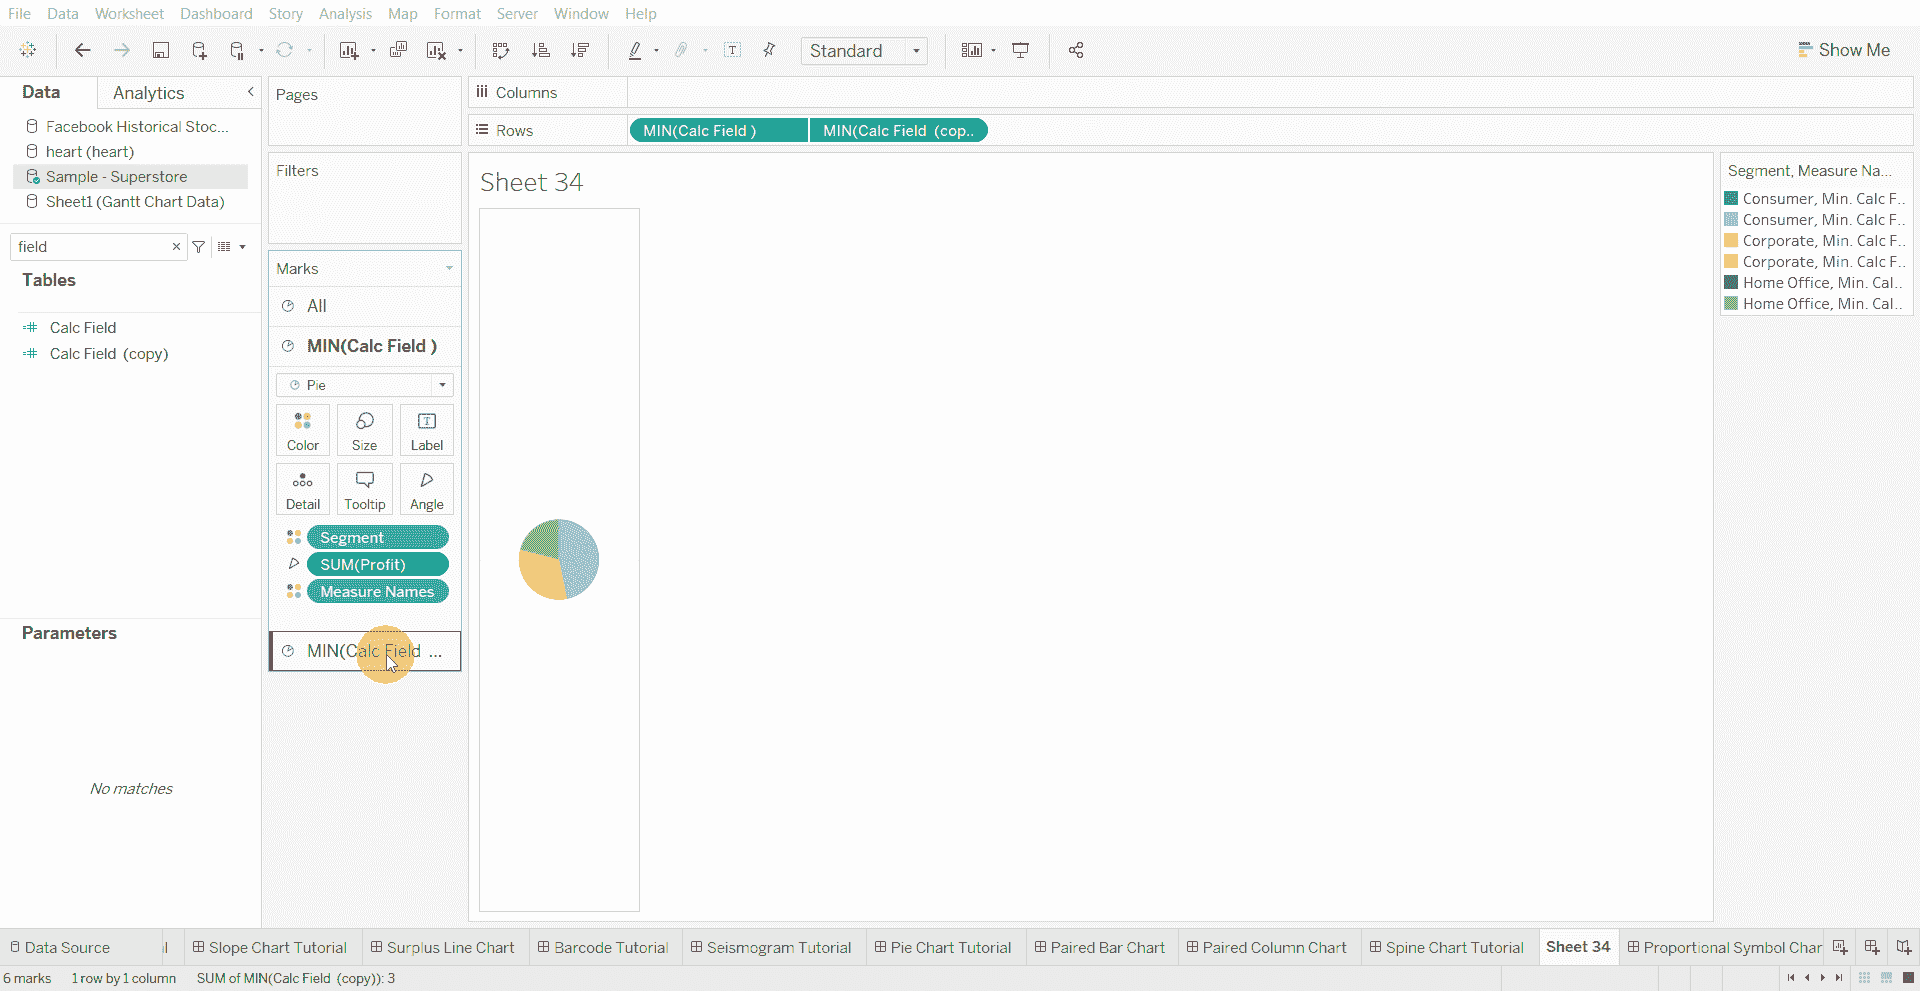 File Data Worksheet Dashboard Story Analysis Map Format Server Window Help
Standard
Show Me
Data Analytics
Facebook Historical Stoc...
heart (heart)
Sample - Superstore
Sheet1 (Gantt Chart Data)
field
Tables
Calc Field
Calc Field (copy)
Parameters
No matches
Pages
Filters
Marks
All
MIN(Calc Field )
Pie
Color Size Label
Detail Tooltip Angle
Segment
SUM(Profit)
Measure Names
MIN(Calc Field ...
Columns
Rows MIN(Calc Field ) MIN(Calc Field (cop..
Sheet 34
Segment, Measure Na...
Consumer, Min. Calc F..
Consumer, Min. Calc F..
Corporate, Min. Calc F..
Corporate, Min. Calc F..
Home Office, Min. Cal..
Home Office, Min. Cal..
Data Source Slope Chart Tutorial Surplus Line Chart Barcode Tutorial Seismogram Tutorial Pie Chart Tutorial Paired Bar Chart Paired Column Chart Spine Chart Tutorial Sheet 34 Proportional Symbol Char
6 marks 1 row by 1 column SUM of MIN(Calc Field (copy)): 3